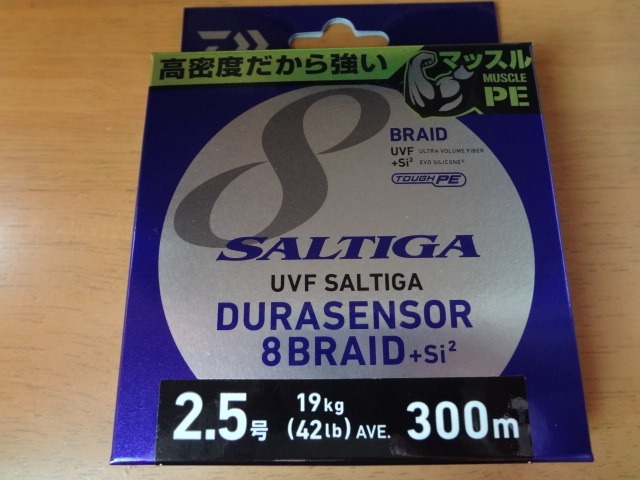 高密度だから強い
マッスル
MUSCLE
PE
8
BRAID
UVF ULTRA VOLUME FIBER
+Si² EVO SILICONE²
TOUGH PE
SALTIGA
UVF SALTIGA
DURASENSOR
8BRAID+Si²
2.5号 19kg (42lb) AVE. 300m